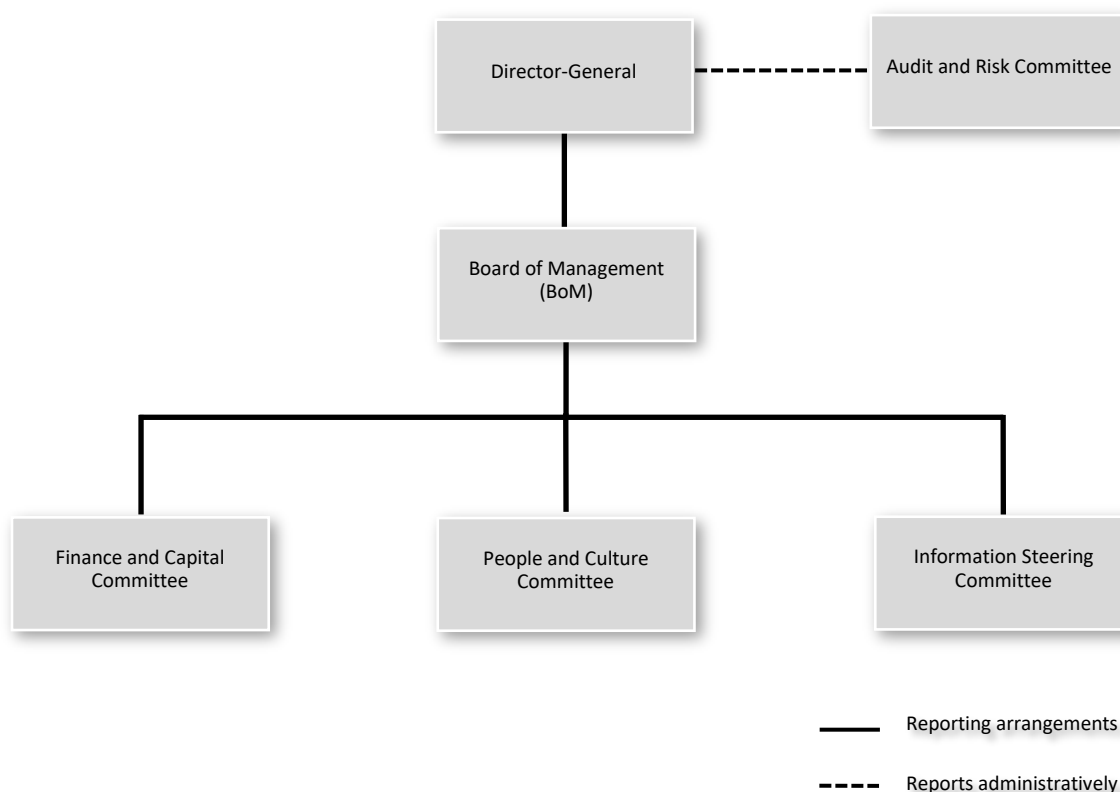 Director-General
Audit and Risk Committee
Board of Management
(BoM)
Finance and Capital
Committee
People and Culture
Committee
Information Steering
Committee
Reporting arrangements
Reports administratively